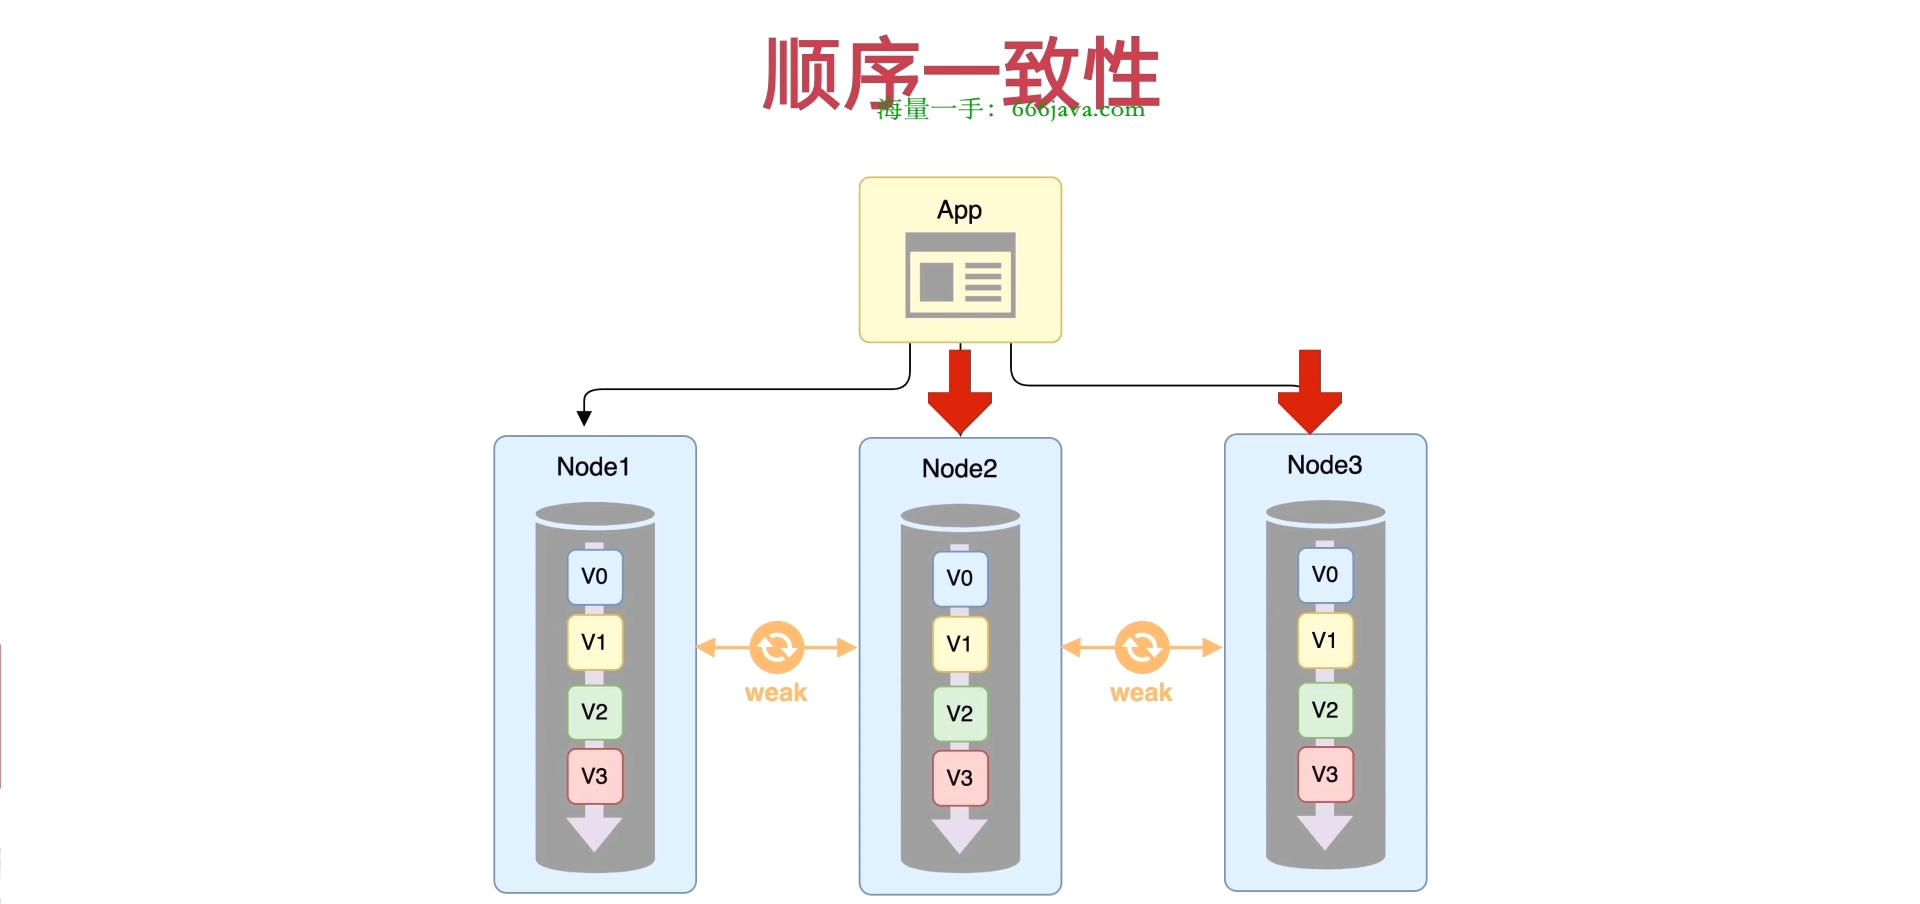 顺序一致性
海量一手：666java.com
App
Node1
Node2
Node3
V0
V1
V2
V3
V0
V1
V2
V3
V0
V1
V2
V3
weak
weak